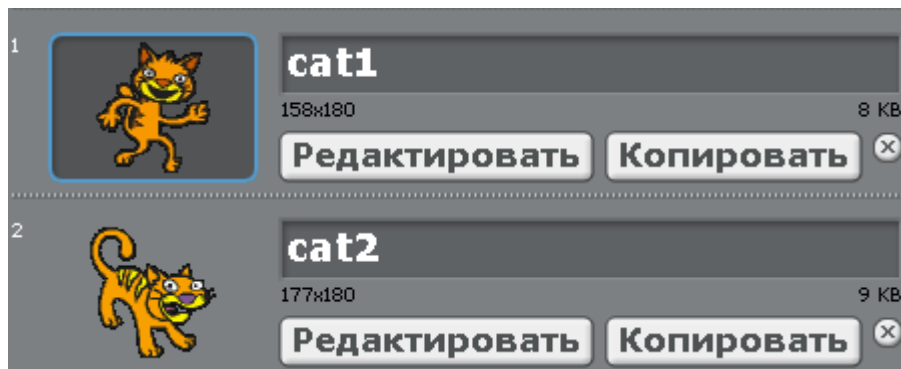 1
cat1
158x180 8 KB
Редактировать Копировать
2
cat2
177x180 9 KB
Редактировать Копировать